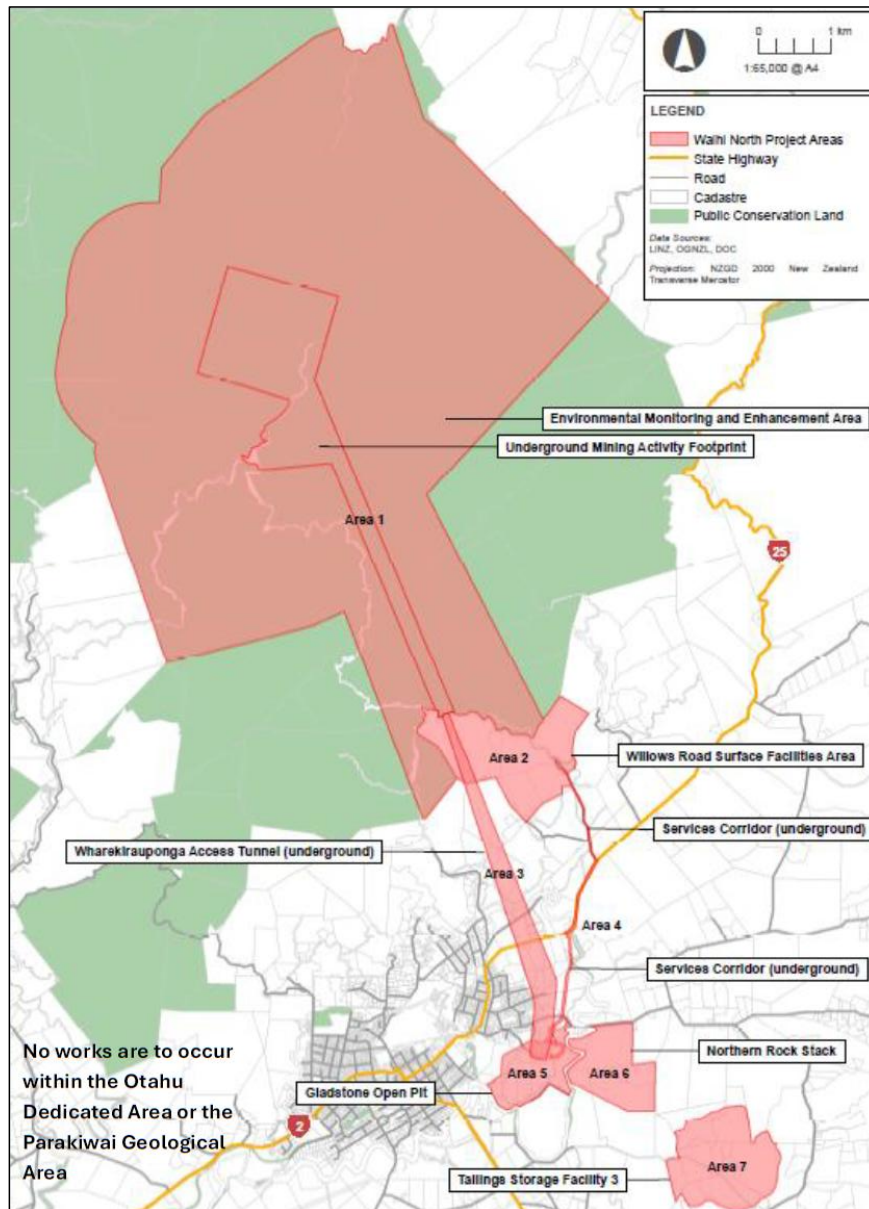 0 1 km
1:65,000 @ A4
LEGEND
Waihi North Project Areas
State Highway
Road
Cadastre
Public Conservation Land
Data Sources:
LINZ, OGNZL, DOC
Projection: NZGD 2000 New Zealand
Transverse Mercator
Environmental Monitoring and Enhancement Area
Underground Mining Activity Footprint
Area 1
25
Area 2
Willows Road Surface Facilities Area
Services Corridor (underground)
Wharekirauponga Access Tunnel (underground)
Area 3
Area 4
Services Corridor (underground)
No works are to occur
within the Otahu
Dedicated Area or the
Parakiwai Geological
Area
Northern Rock Stack
Area 5
Area 6
Gladstone Open Pit
2
Area 7
Tailings Storage Facility 3